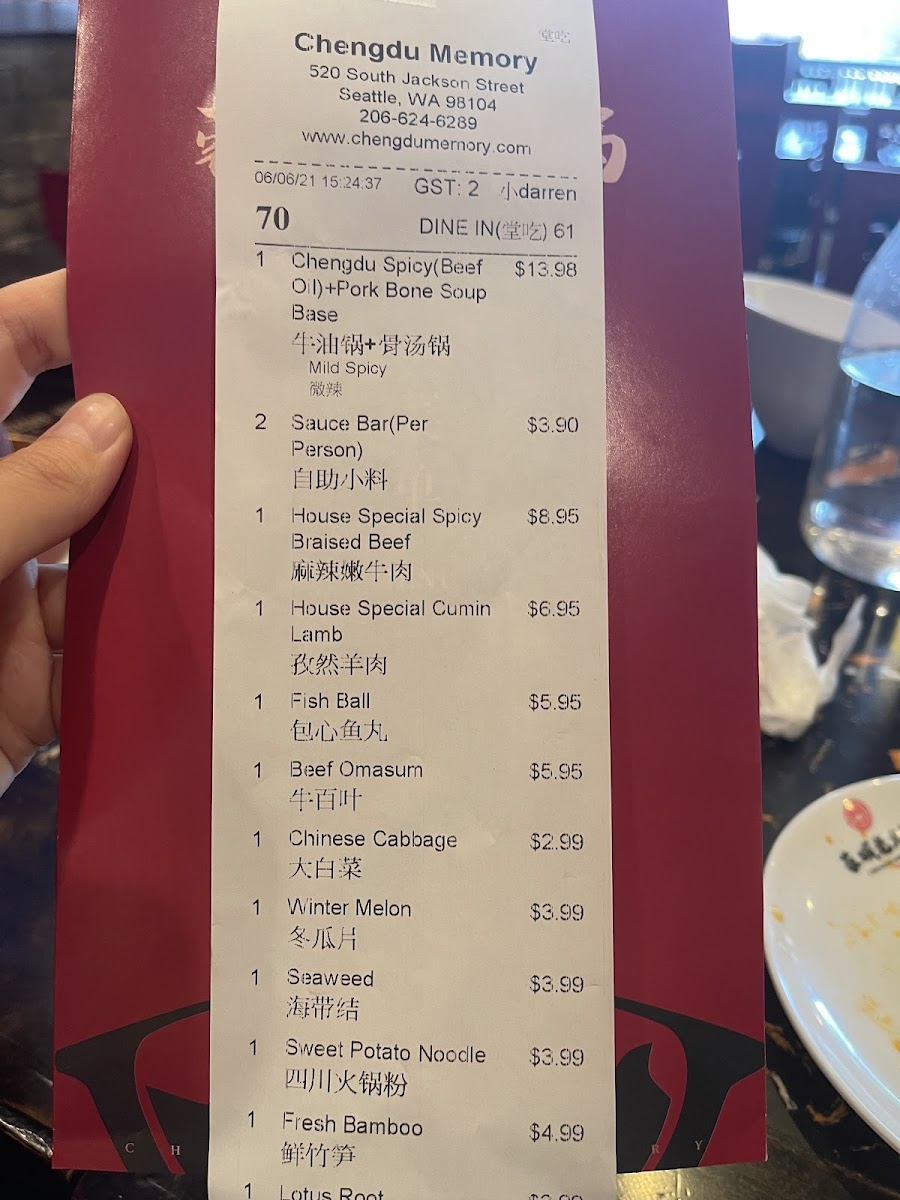 堂吃
Chengdu Memory
520 South Jackson Street
Seattle, WA 98104
206-624-6289
www.chengdumemory.com
06/06/21 15:24:37 GST: 2 小darren
70 DINE IN(堂吃) 61
1 Chengdu Spicy(Beef $13.98
Oil)+Pork Bone Soup
Base
牛油锅+骨汤锅
Mild Spicy
微辣
2 Sauce Bar(Per $3.90
Person)
自助小料
1 House Special Spicy $8.95
Braised Beef
麻辣嫩牛肉
1 House Special Cumin $6.95
Lamb
孜然羊肉
1 Fish Ball $5.95
包心鱼丸
1 Beef Omasum $5.95
牛百叶
1 Chinese Cabbage $2.99
大白菜
1 Winter Melon $3.99
冬瓜片
1 Seaweed $3.99
海带结
1 Sweet Potato Noodle $3.99
四川火锅粉
1 Fresh Bamboo $4.99
鲜竹笋
1 Lotus Root
C H R Y